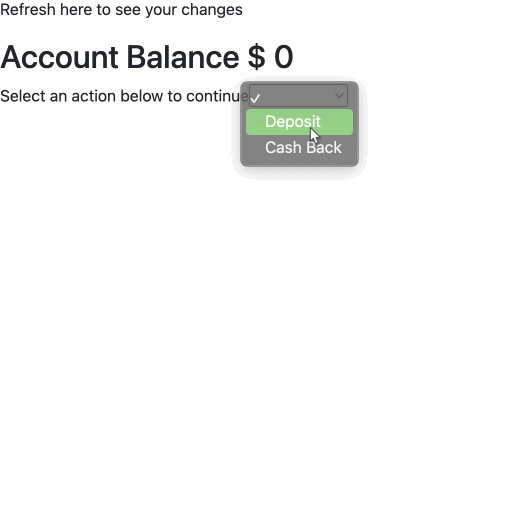 Refresh here to see your changes
Account Balance $ 0
Select an action below to continue
Deposit
Cash Back